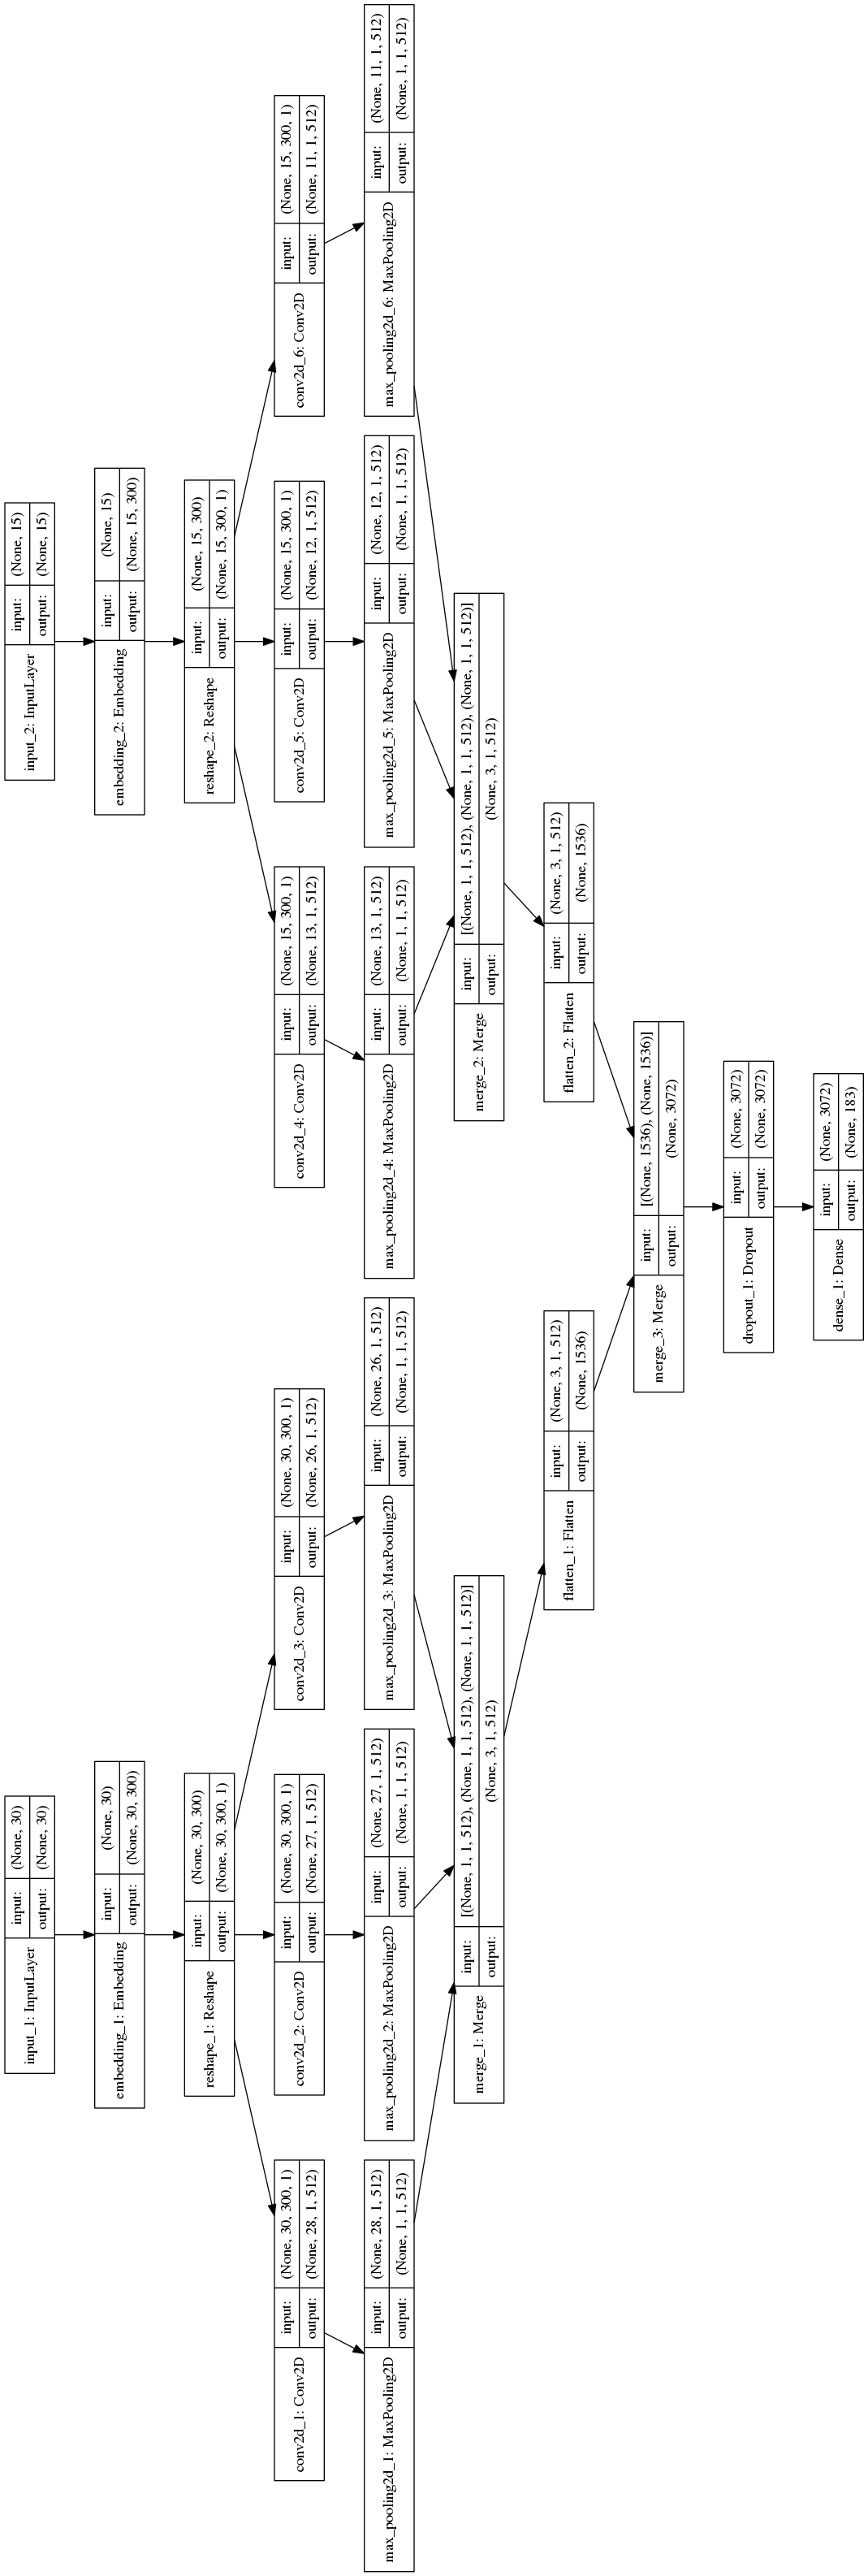 input_1: InputLayer
input:
(None, 30)
output:
(None, 30)
input_2: InputLayer
input:
(None, 15)
output:
(None, 15)
embedding_1: Embedding
input:
(None, 30)
output:
(None, 30, 300)
embedding_2: Embedding
input:
(None, 15)
output:
(None, 15, 300)
reshape_1: Reshape
input:
(None, 30, 300)
output:
(None, 30, 300, 1)
reshape_2: Reshape
input:
(None, 15, 300)
output:
(None, 15, 300, 1)
conv2d_1: Conv2D
input:
(None, 30, 300, 1)
output:
(None, 28, 1, 512)
conv2d_2: Conv2D
input:
(None, 30, 300, 1)
output:
(None, 27, 1, 512)
conv2d_3: Conv2D
input:
(None, 30, 300, 1)
output:
(None, 26, 1, 512)
conv2d_4: Conv2D
input:
(None, 15, 300, 1)
output:
(None, 13, 1, 512)
conv2d_5: Conv2D
input:
(None, 15, 300, 1)
output:
(None, 12, 1, 512)
conv2d_6: Conv2D
input:
(None, 15, 300, 1)
output:
(None, 11, 1, 512)
max_pooling2d_1: MaxPooling2D
input:
(None, 28, 1, 512)
output:
(None, 1, 1, 512)
max_pooling2d_2: MaxPooling2D
input:
(None, 27, 1, 512)
output:
(None, 1, 1, 512)
max_pooling2d_3: MaxPooling2D
input:
(None, 26, 1, 512)
output:
(None, 1, 1, 512)
max_pooling2d_4: MaxPooling2D
input:
(None, 13, 1, 512)
output:
(None, 1, 1, 512)
max_pooling2d_5: MaxPooling2D
input:
(None, 12, 1, 512)
output:
(None, 1, 1, 512)
max_pooling2d_6: MaxPooling2D
input:
(None, 11, 1, 512)
output:
(None, 1, 1, 512)
merge_1: Merge
input:
[(None, 1, 1, 512), (None, 1, 1, 512), (None, 1, 1, 512)]
output:
(None, 3, 1, 512)
merge_2: Merge
input:
[(None, 1, 1, 512), (None, 1, 1, 512), (None, 1, 1, 512)]
output:
(None, 3, 1, 512)
flatten_1: Flatten
input:
(None, 3, 1, 512)
output:
(None, 1536)
flatten_2: Flatten
input:
(None, 3, 1, 512)
output:
(None, 1536)
merge_3: Merge
input:
[(None, 1536), (None, 1536)]
output:
(None, 3072)
dropout_1: Dropout
input:
(None, 3072)
output:
(None, 3072)
dense_1: Dense
input:
(None, 3072)
output:
(None, 183)